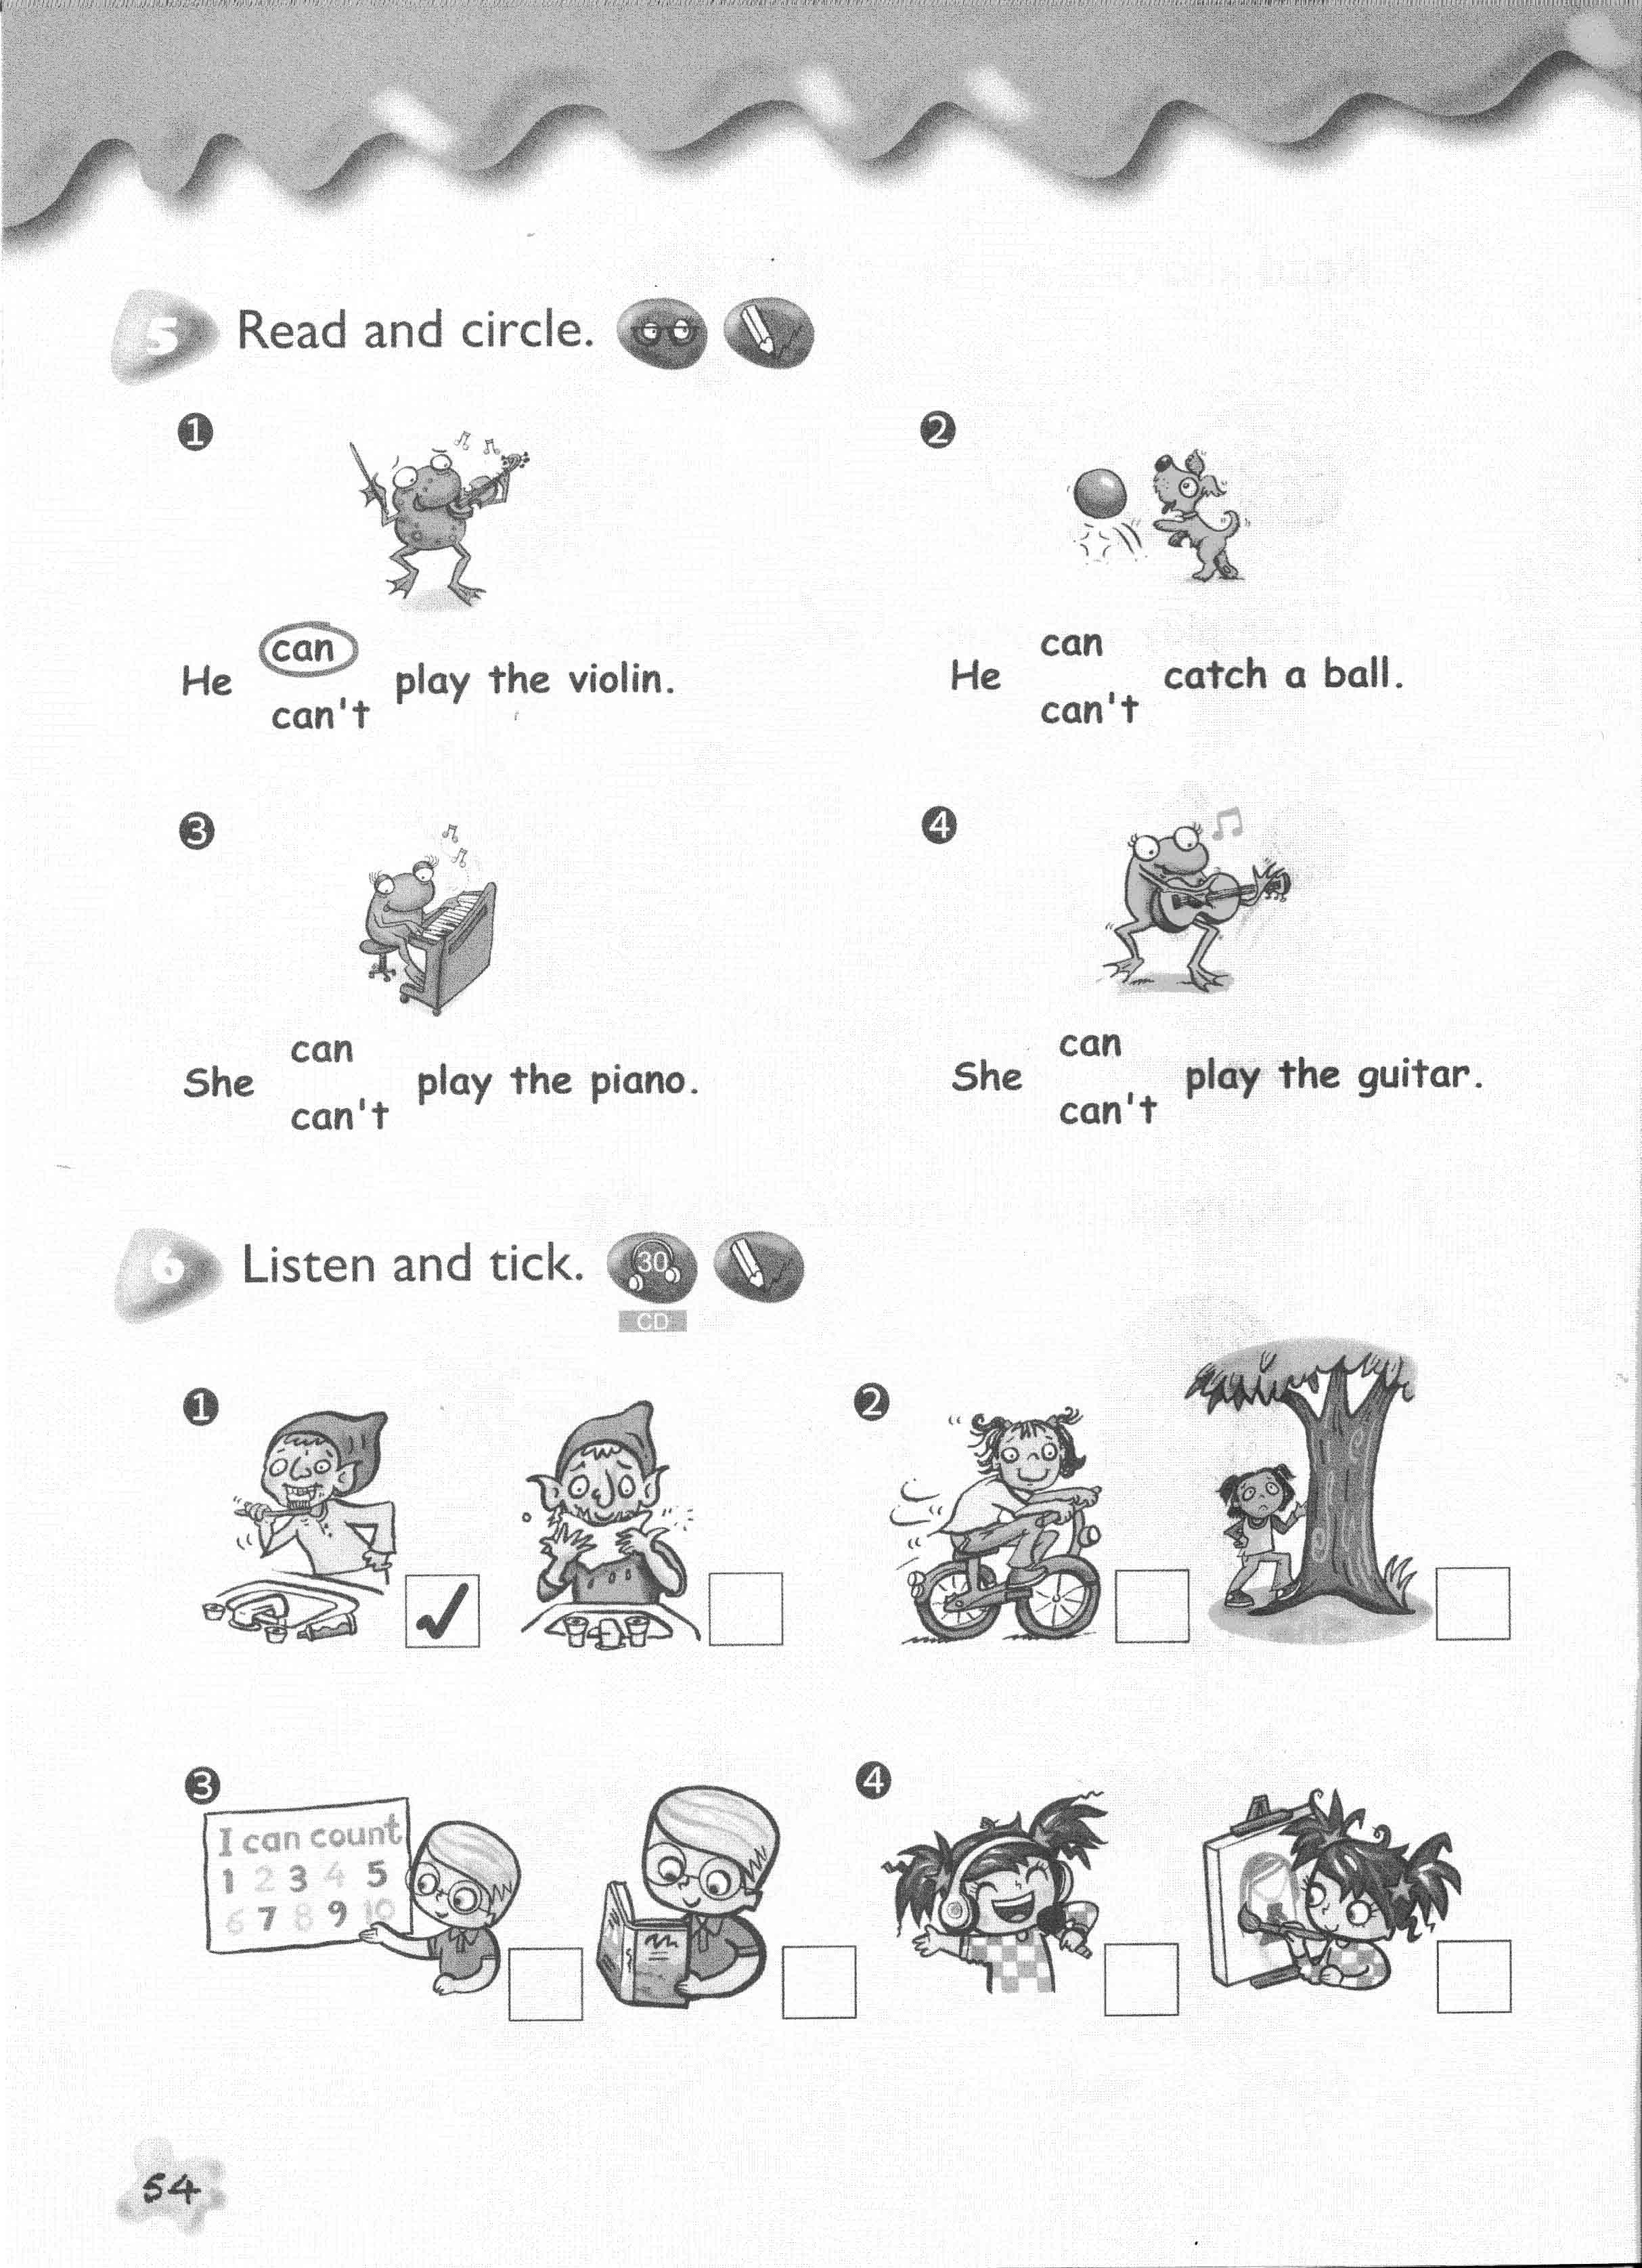 5 Read and circle.
1
He can can't play the violin.
2
He can can't catch a ball.
3
She can can't play the piano.
4
She can can't play the guitar.
6 Listen and tick. 30
CD
1
2
3
I can count
1 2 3 4 5
6 7 8 9 10
4
54